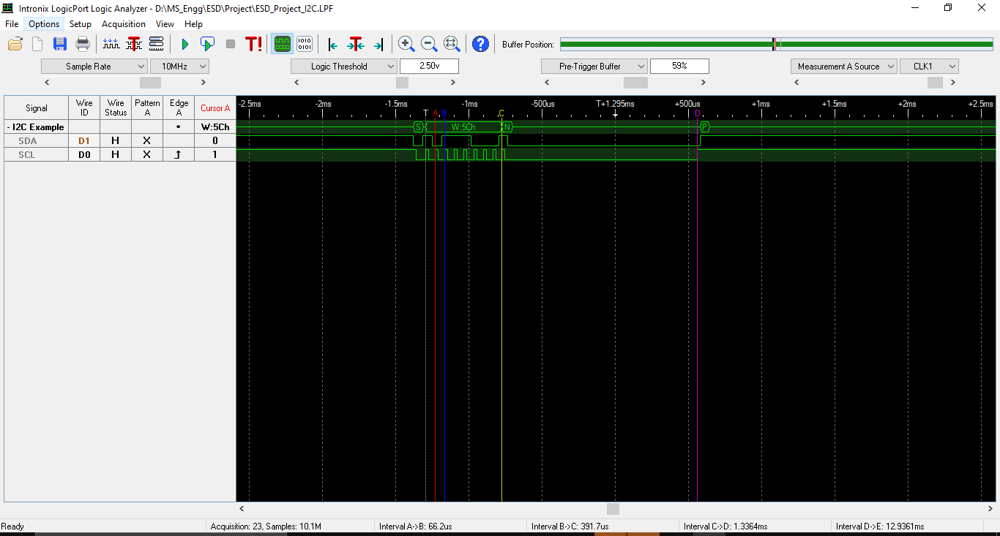 Intronix LogicPort Logic Analyzer - D:\MS_Engg\ESD\Project\ESD_Project_I2C.LPF
File Options Setup Acquisition View Help
T! 1010 0101 ? Buffer Position:
Sample Rate 10MHz Logic Threshold 2.50v Pre-Trigger Buffer 59% Measurement A Source CLK1
Signal Wire ID Wire Status Pattern A Edge A Cursor A
-2.5ms -2ms -1.5ms -1ms -500us T+1.295ms +500us +1ms +1.5ms +2ms +2.5ms
T A B C D
- I2C Example W:5Ch S W:5Ch N P
SDA D1 H X 0
SCL D0 H X 1
Ready Acquisition: 23, Samples: 10.1M Interval A->B: 66.2us Interval B->C: 391.7us Interval C->D: 1.3364ms Interval D->E: 12.9361ms